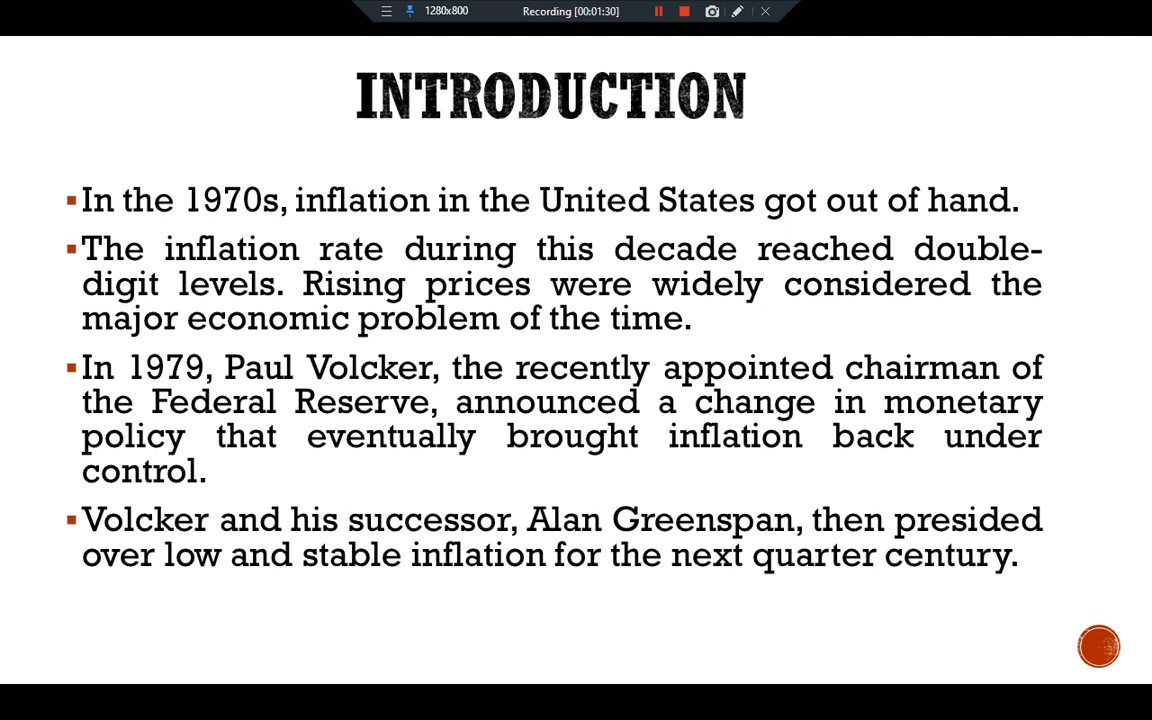 1280x800 Recording [00:01:30]
INTRODUCTION
▪In the 1970s, inflation in the United States got out of hand.
▪The inflation rate during this decade reached double-
digit levels. Rising prices were widely considered the
major economic problem of the time.
▪In 1979, Paul Volcker, the recently appointed chairman of
the Federal Reserve, announced a change in monetary
policy that eventually brought inflation back under
control.
▪Volcker and his successor, Alan Greenspan, then presided
over low and stable inflation for the next quarter century.